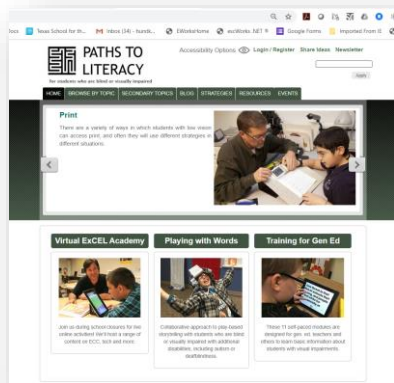 Texas School for th...
Inbox (34) - hunsik...
EWorksHome
escWorks .NET
Google Forms
Imported From IE
PATHS TO
LITERACY
for students who are blind or visually impaired
Accessibility Options
Login / Register Share Ideas Newsletter
Apply
HOME BROWSE BY TOPIC SECONDARY TOPICS BLOG STRATEGIES RESOURCES EVENTS
Print
There are a variety of ways in which students with low vision
can access print, and often they will use different strategies in
different situations.
Virtual ExCEL Academy
Playing with Words
Training for Gen Ed
Join us during school closures for live
online activities! We'll host a range of
content on ECC, tech and more.
Collaborative approach to play-based
storytelling with students who are blind
or visually impaired with additional
disabilities, including autism or
deafblindness.
These 11 self-paced modules are
designed for gen. ed. teachers and
others to learn basic information about
students with visual impairments.